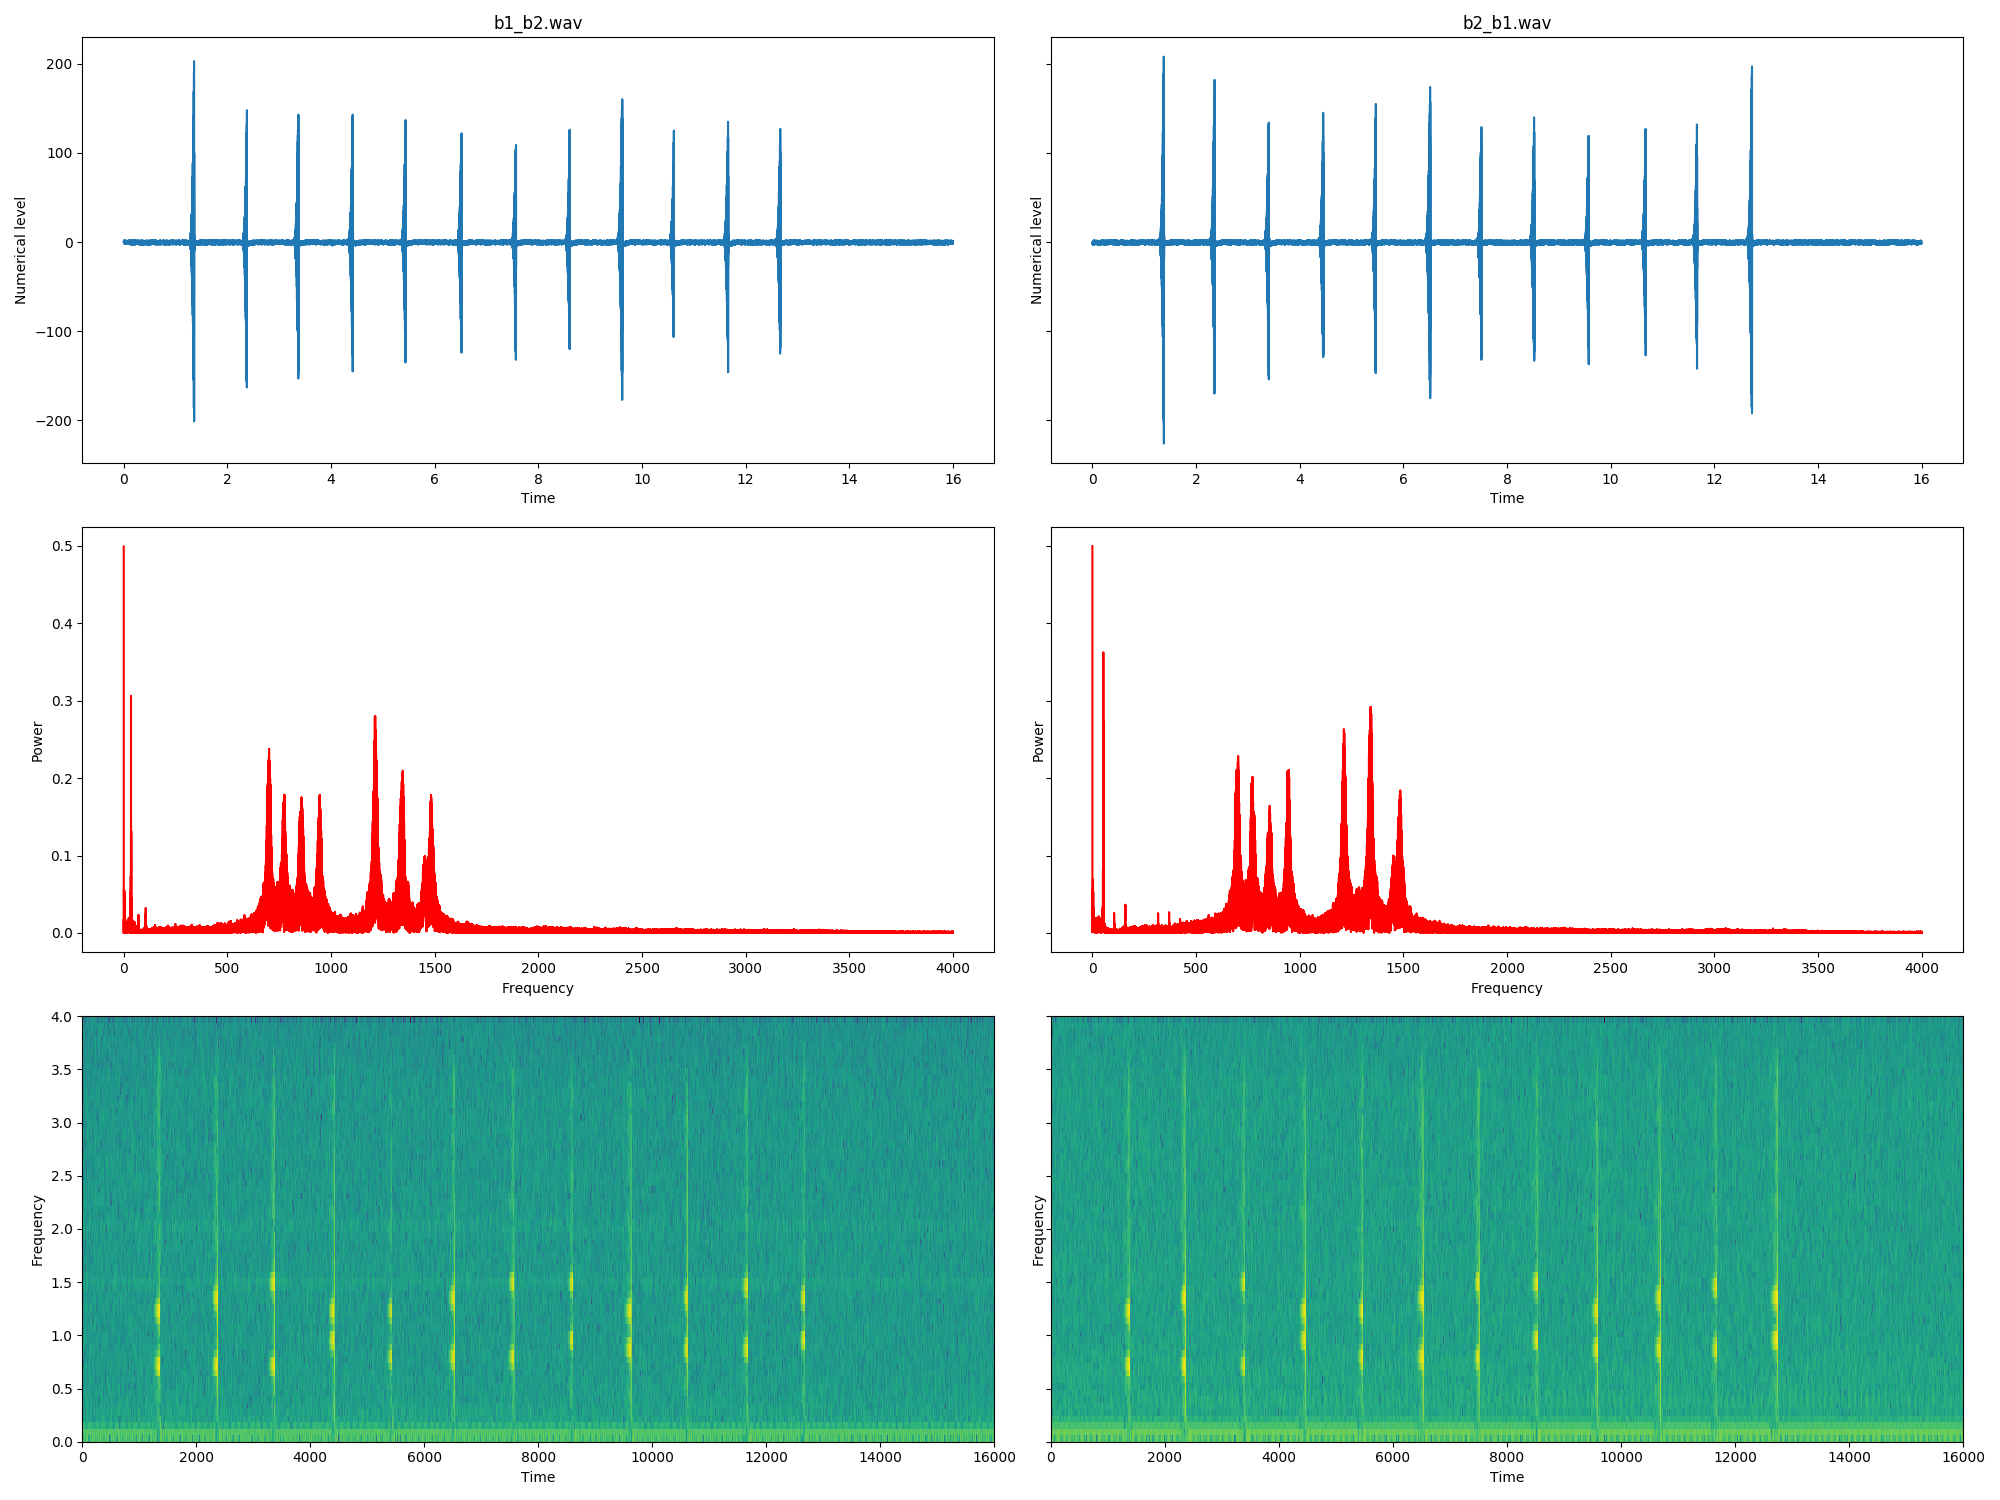 b1_b2.wav
b2_b1.wav
200
100
0
−100
−200
Numerical level
Numerical level
0 2 4 6 8 10 12 14 16
0 2 4 6 8 10 12 14 16
Time
Time
0.5
0.4
0.3
0.2
0.1
0.0
Power
Power
0 500 1000 1500 2000 2500 3000 3500 4000
0 500 1000 1500 2000 2500 3000 3500 4000
Frequency
Frequency
4.0
3.5
3.0
2.5
2.0
1.5
1.0
0.5
0.0
Frequency
Frequency
0 2000 4000 6000 8000 10000 12000 14000 16000
0 2000 4000 6000 8000 10000 12000 14000 16000
Time
Time